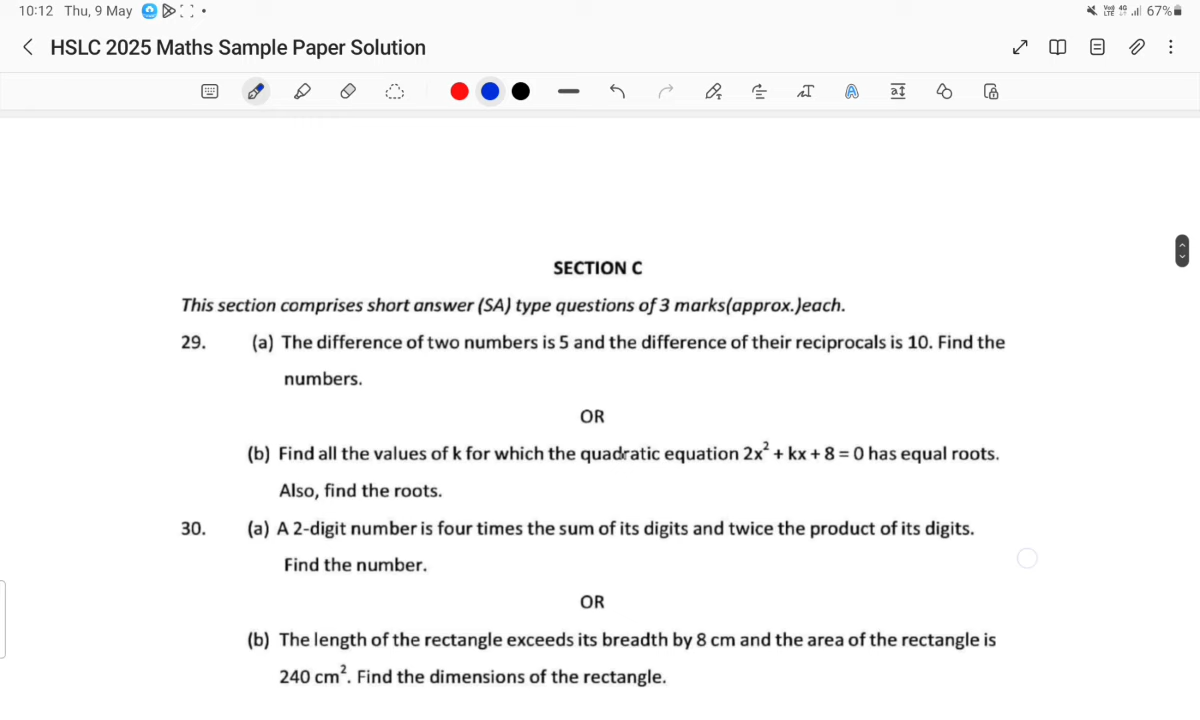 10:12 Thu, 9 May
67%
HSLC 2025 Maths Sample Paper Solution
SECTION C
This section comprises short answer (SA) type questions of 3 marks(approx.)each.
29. (a) The difference of two numbers is 5 and the difference of their reciprocals is 10. Find the
numbers.
OR
(b) Find all the values of k for which the quadratic equation 2x² + kx + 8 = 0 has equal roots.
Also, find the roots.
30. (a) A 2-digit number is four times the sum of its digits and twice the product of its digits.
Find the number.
OR
(b) The length of the rectangle exceeds its breadth by 8 cm and the area of the rectangle is
240 cm². Find the dimensions of the rectangle.